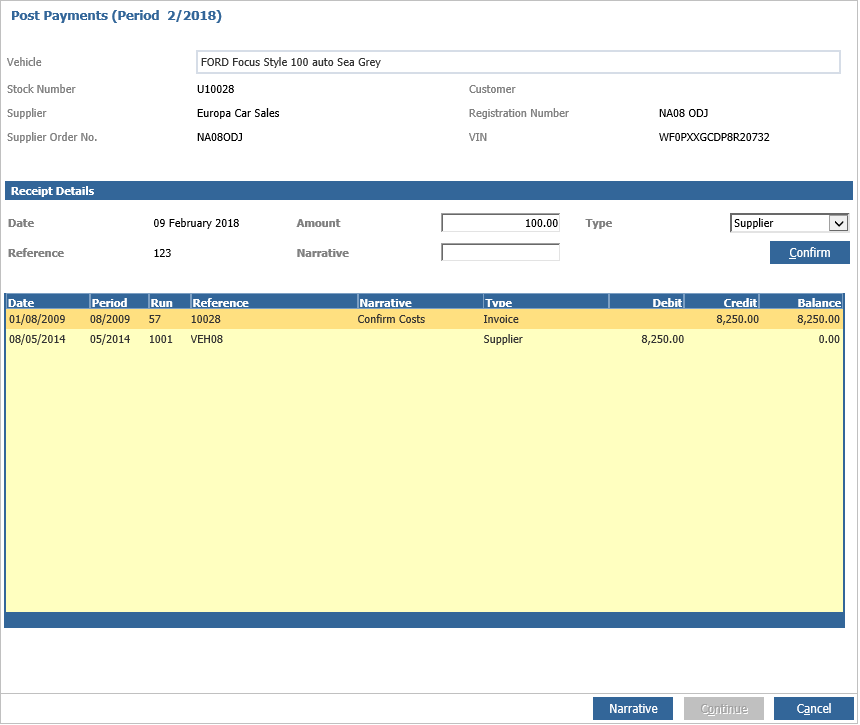 Post Payments (Period 2/2018)
Vehicle FORD Focus Style 100 auto Sea Grey
Stock Number U10028 Customer
Supplier Europa Car Sales Registration Number NA08 ODJ
Supplier Order No. NA08ODJ VIN WF0PXXGCDP8R20732
Receipt Details
Date 09 February 2018 Amount 100.00 Type Supplier
Reference 123 Narrative Confirm
Date Period Run Reference Narrative Type Debit Credit Balance
01/08/2009 08/2009 57 10028 Confirm Costs Invoice 8,250.00 8,250.00
08/05/2014 05/2014 1001 VEH08 Supplier 8,250.00 0.00
Narrative Continue Cancel